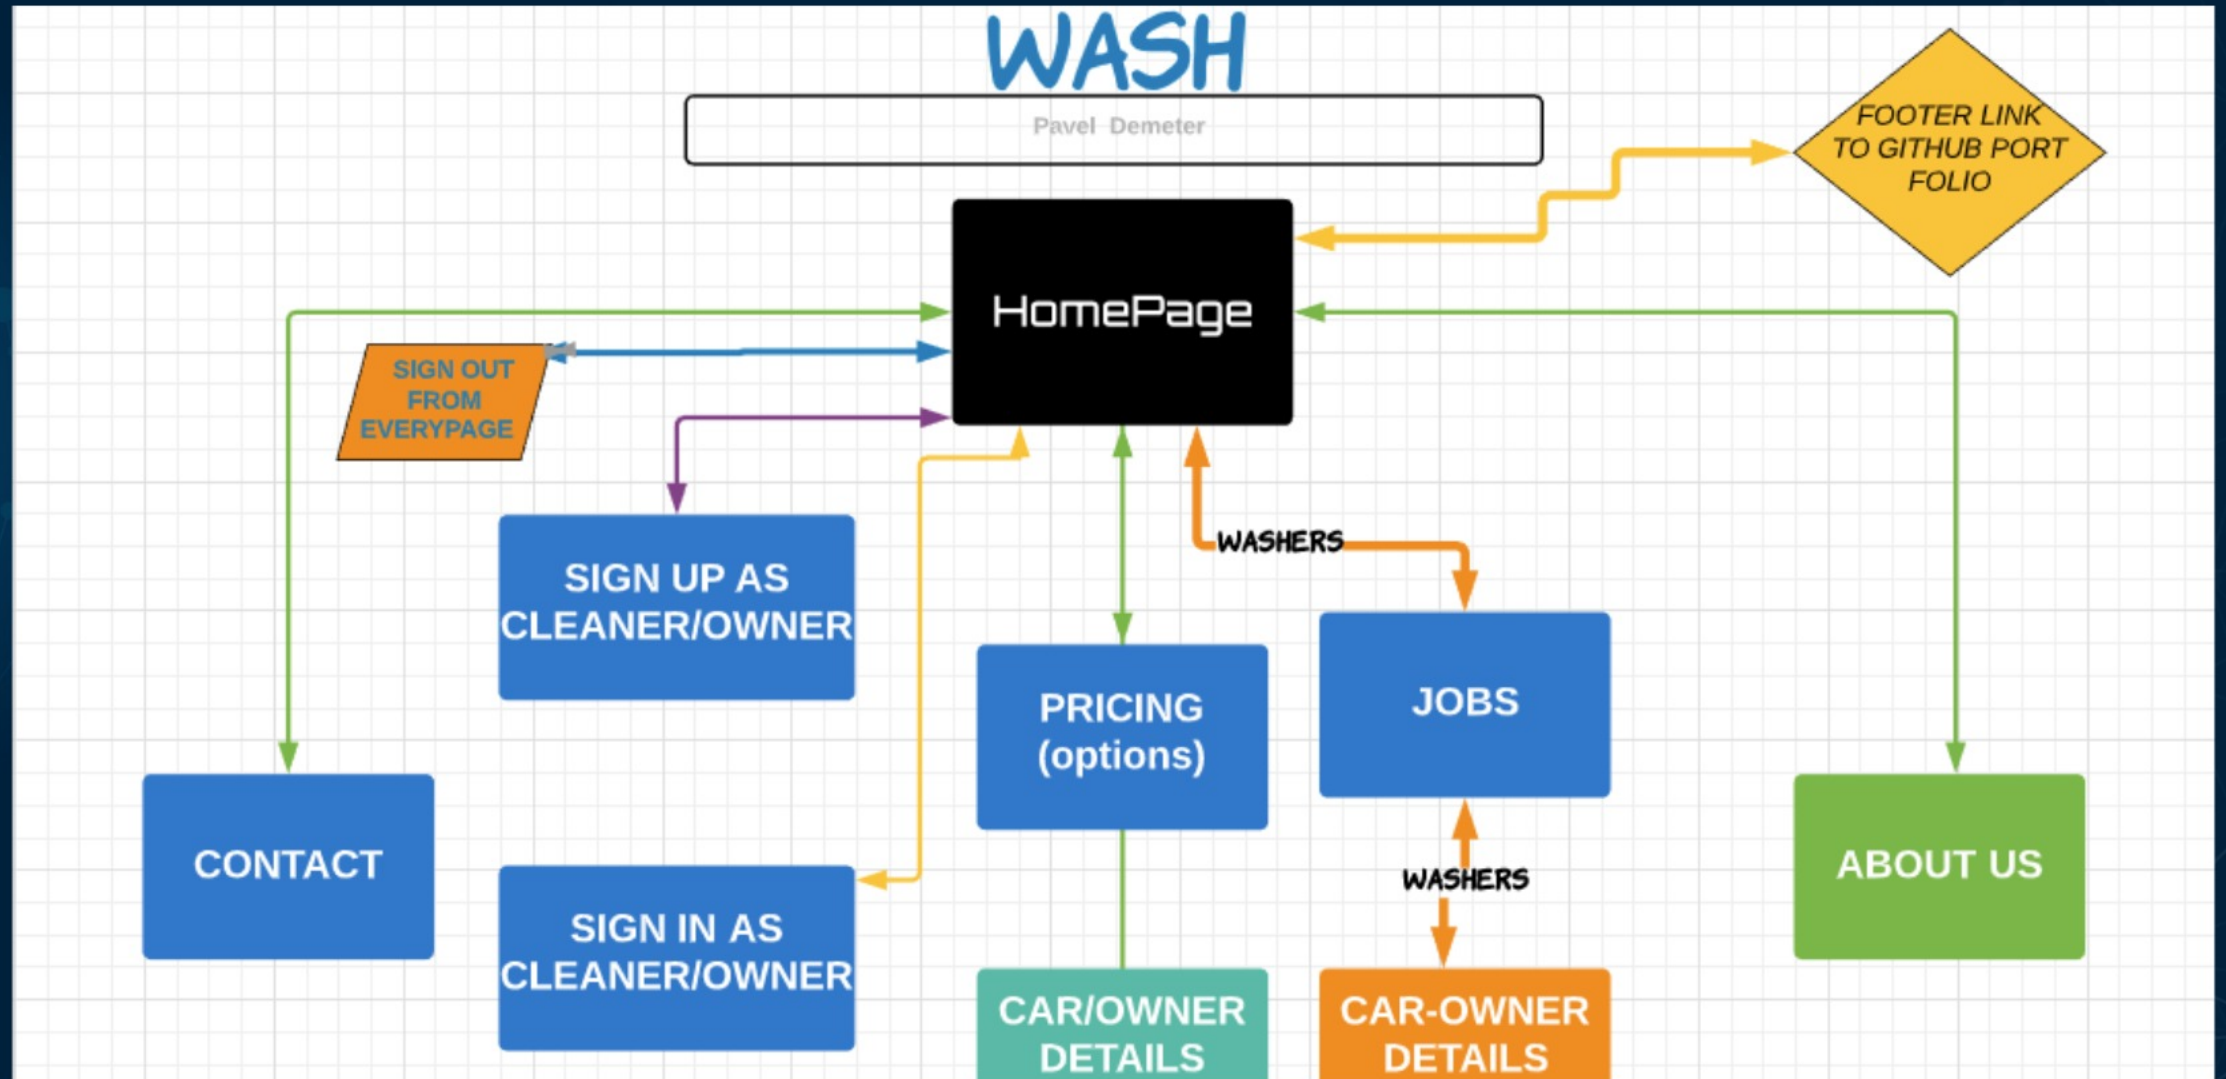 WASH
Pavel Demeter
FOOTER LINK
TO GITHUB PORT
FOLIO
HomePage
SIGN OUT
FROM
EVERYPAGE
WASHERS
SIGN UP AS
CLEANER/OWNER
PRICING
(options)
JOBS
CONTACT
WASHERS
ABOUT US
SIGN IN AS
CLEANER/OWNER
CAR/OWNER
DETAILS
CAR-OWNER
DETAILS